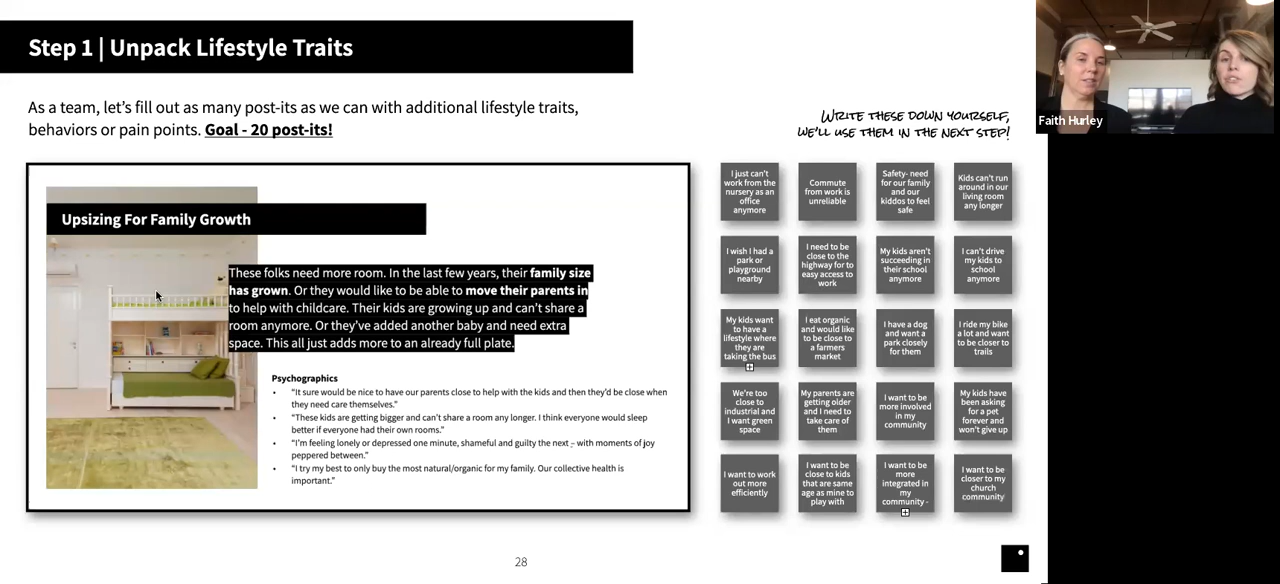 Step 1 | Unpack Lifestyle Traits
As a team, let's fill out as many post-its as we can with additional lifestyle traits,
behaviors or pain points. Goal - 20 post-its!
Write these down yourself,
we'll use them in the next step!
Faith Hurley
Upsizing For Family Growth
These folks need more room. In the last few years, their family size
has grown. Or they would like to be able to move their parents in
to help with childcare. Their kids are growing up and can't share a
room anymore. Or they've added another baby and need extra
space. This all just adds more to an already full plate.
Psychographics
• "It sure would be nice to have our parents close to help with the kids and then they'd be close when
they need care themselves."
• "These kids are getting bigger and can't share a room any longer. I think everyone would sleep
better if everyone had their own rooms."
• "I'm feeling lonely or depressed one minute, shameful and guilty the next – with moments of joy
peppered between."
• "I try my best to only buy the most natural/organic for my family. Our collective health is
important."
I just can't
work from the
nursery as an
office
anymore
Commute
from work is
unreliable
Safety- need
for our family
and our
kiddos to feel
safe
Kids can't run
around in our
living room
any longer
I wish I had a
park or
playground
nearby
I need to be
close to the
highway for to
easy access to
work
My kids aren't
succeeding in
their school
anymore
I can't drive
my kids to
school
anymore
My kids want
to have a
lifestyle where
they are
taking the bus
I eat organic
and would like
to be close to
a farmers
market
I have a dog
and want a
park closely
for them
I ride my bike
a lot and want
to be closer to
trails
We're too
close to
industrial and
I want green
space
My parents are
getting older
and I need to
take care of
them
I want to be
more involved
in my
community
My kids have
been asking
for a pet
forever and
won't give up
I want to work
out more
efficiently
I want to be
close to kids
that are same
age as mine to
play with
I want to be
more
integrated in
my
community -
I want to be
closer to my
church
community
28